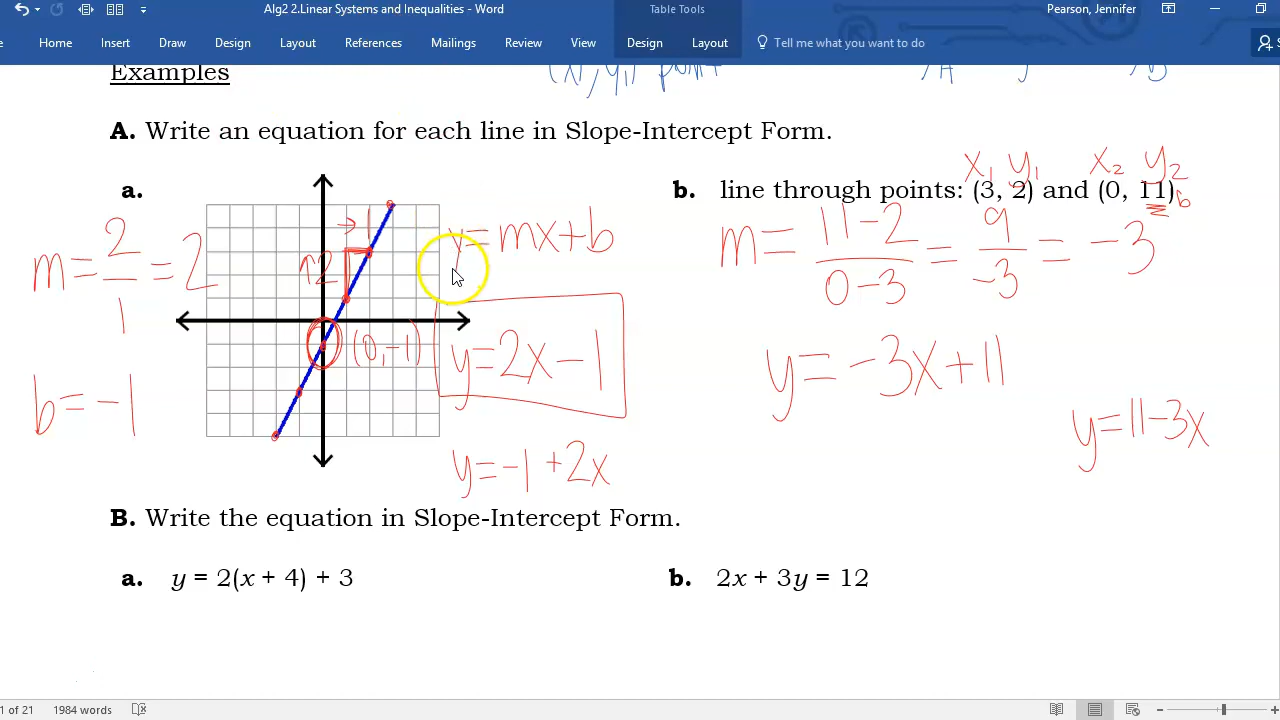 Alg2 2.Linear Systems and Inequalities - Word
Table Tools
Pearson, Jennifer
Home Insert Draw Design Layout References Mailings Review View Design Layout Tell me what you want to do
Examples
(x1, y1) point
A. Write an equation for each line in Slope-Intercept Form.
a.
m = 2/1 = 2
b = -1
→ 1
↑2
(0, -1)
y = mx + b
y = 2x - 1
y = -1 + 2x
x1 y1 x2 y2
b. line through points: (3, 2) and (0, 11)
b
m = 11 - 2 / 0 - 3 = 9 / -3 = -3
y = -3x + 11
y = 11 - 3x
B. Write the equation in Slope-Intercept Form.
a. y = 2(x + 4) + 3
b. 2x + 3y = 12
1 of 21 1984 words